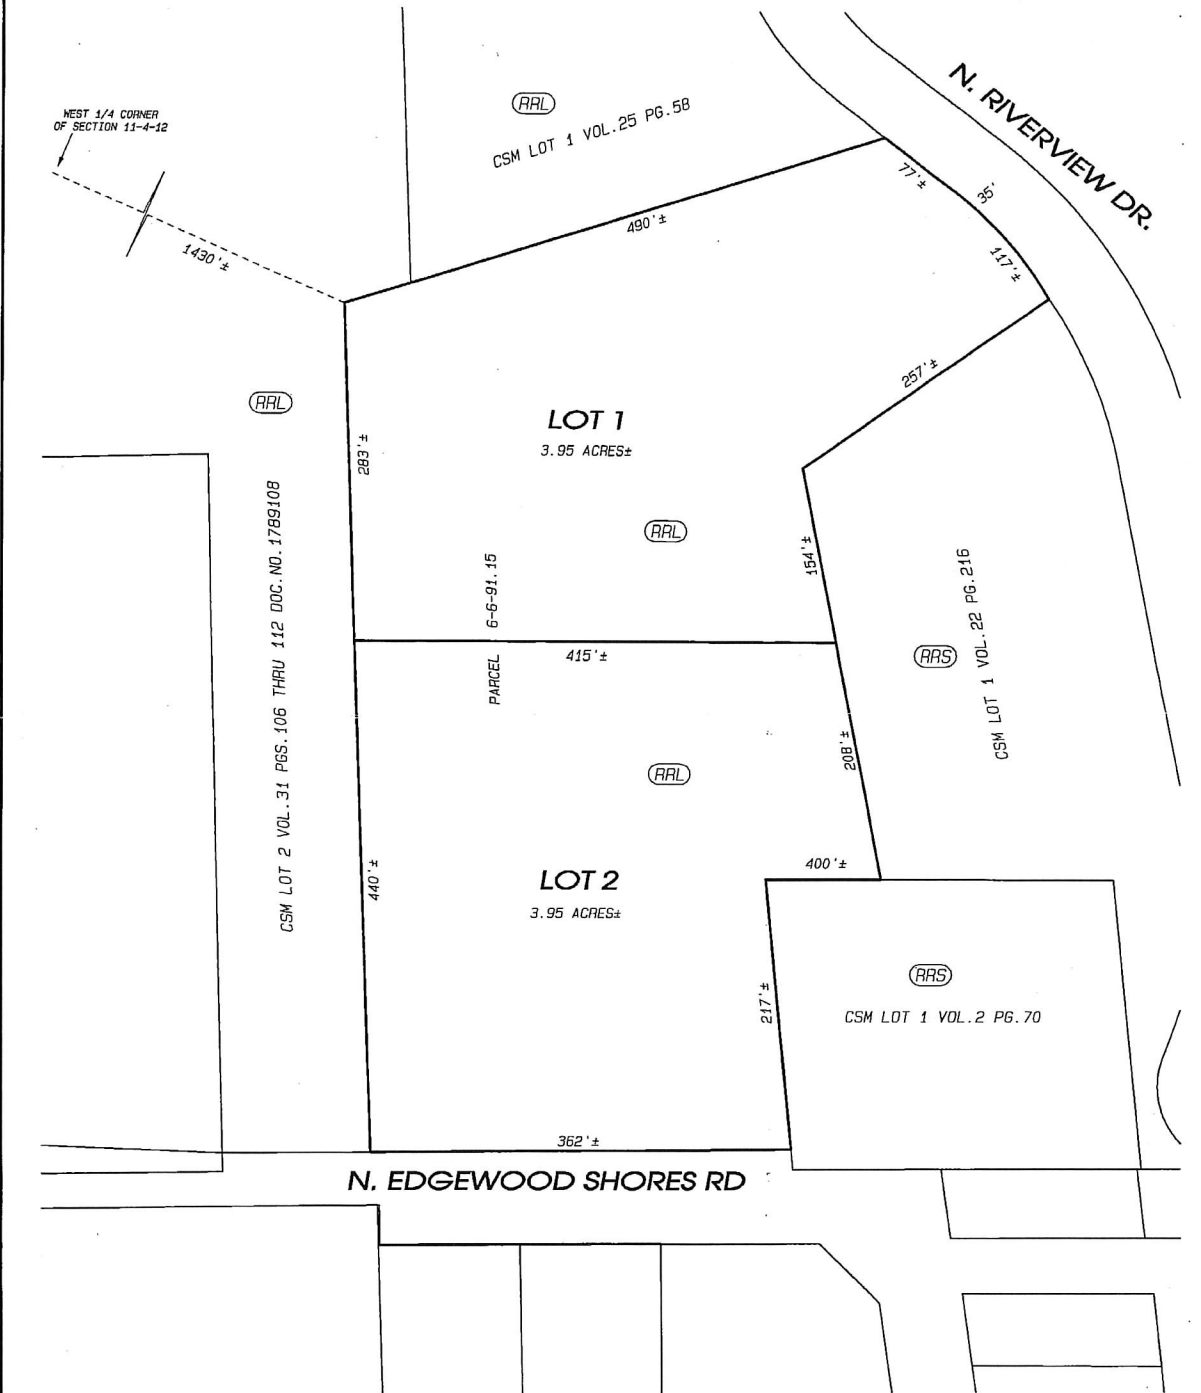 WEST 1/4 CORNER
OF SECTION 11-4-12
1430'±
RRL
CSM LOT 1 VOL.25 PG.58
N. RIVERVIEW DR.
77'±
35'
490'±
117'±
257'±
RRL
283'±
LOT 1
3.95 ACRES±
RRL
154'±
CSM LOT 2 VOL.31 PGS.106 THRU 112 DOC.NO.1789108
PARCEL 6-6-91.15
415'±
RRS
CSM LOT 1 VOL.22 PG.216
208'±
RRL
440'±
LOT 2
3.95 ACRES±
400'±
217'±
RRS
CSM LOT 1 VOL.2 PG.70
362'±
N. EDGEWOOD SHORES RD